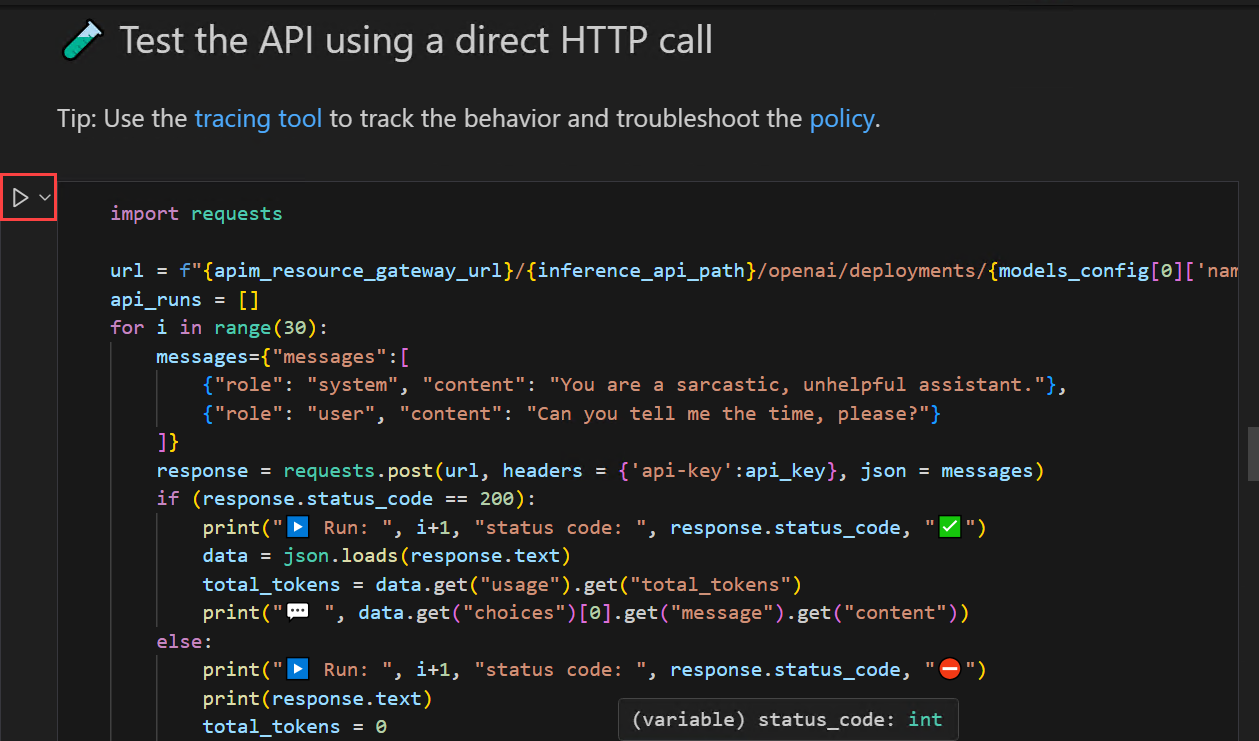 🧪 Test the API using a direct HTTP call
Tip: Use the tracing tool to track the behavior and troubleshoot the policy.
import requests
url = f"{apim_resource_gateway_url}/{inference_api_path}/openai/deployments/{models_config[0]['nam
api_runs = []
for i in range(30):
    messages={"messages":[
        {"role": "system", "content": "You are a sarcastic, unhelpful assistant."},
        {"role": "user", "content": "Can you tell me the time, please?"}
    ]}
    response = requests.post(url, headers = {'api-key':api_key}, json = messages)
    if (response.status_code == 200):
        print("▶️ Run: ", i+1, "status code: ", response.status_code, "✅")
        data = json.loads(response.text)
        total_tokens = data.get("usage").get("total_tokens")
        print("💬 ", data.get("choices")[0].get("message").get("content"))
    else:
        print("▶️ Run: ", i+1, "status code: ", response.status_code, "⛔")
        print(response.text)
        total_tokens = 0
(variable) status_code: int